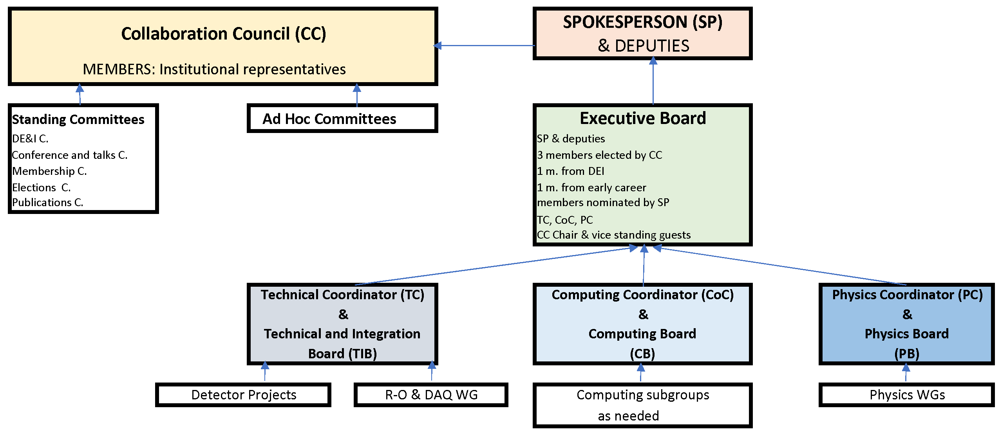 Collaboration Council (CC)
MEMBERS: Institutional representatives
SPOKESPERSON (SP)
& DEPUTIES
Standing Committees
DE&I C.
Conference and talks C.
Membership C.
Elections  C.
Publications C.
Ad Hoc Committees
Executive Board
SP & deputies
3 members elected by CC
1 m. from DEI
1 m. from early career
members nominated by SP
TC, CoC, PC
CC Chair & vice standing guests
Technical Coordinator (TC)
&
Technical and Integration
Board (TIB)
Computing Coordinator (CoC)
&
Computing Board
(CB)
Physics Coordinator (PC)
&
Physics Board
(PB)
Detector Projects
R-O & DAQ WG
Computing subgroups
as needed
Physics WGs